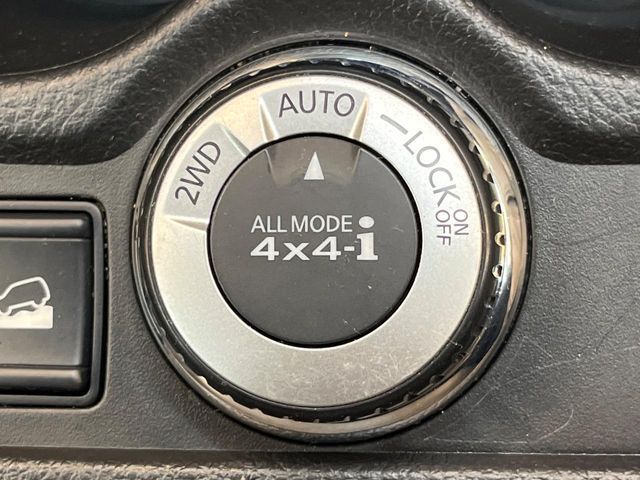 2WD
AUTO
LOCK
ON
OFF
ALL MODE
4x4-i